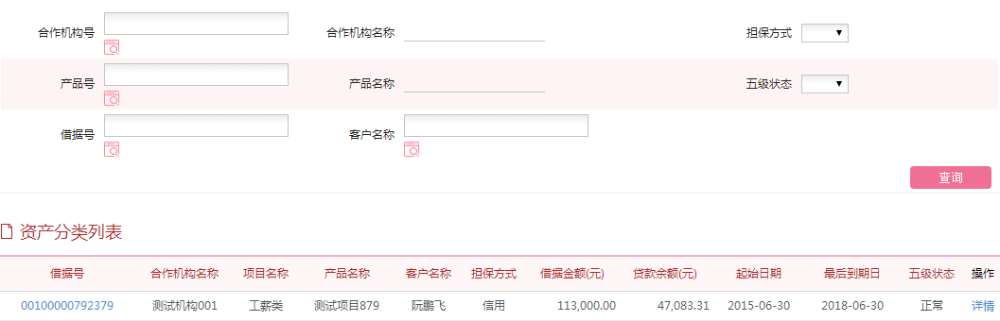 合作机构号 合作机构名称 担保方式
产品号 产品名称 五级状态
借据号 客户名称
查询
资产分类列表
借据号 合作机构名称 项目名称 产品名称 客户名称 担保方式 借据金额(元) 贷款余额(元) 起始日期 最后到期日 五级状态 操作
00100000792379 测试机构001 工薪类 测试项目879 阮鹏飞 信用 113,000.00 47,083.31 2015-06-30 2018-06-30 正常 详情